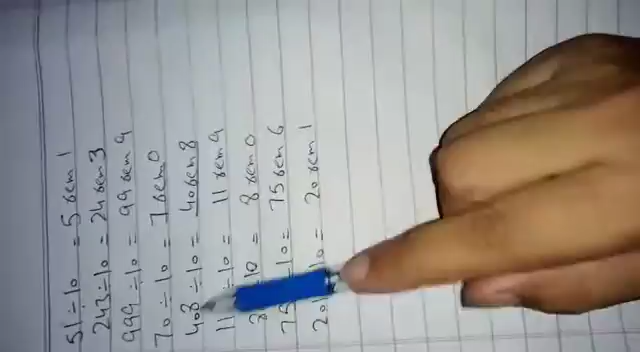 51 ÷ 10 = 5 rem 1
243 ÷ 10 = 24 rem 3
999 ÷ 10 = 99 rem 9
70 ÷ 10 = 7 rem 0
408 ÷ 10 = 40 rem 8
11 ÷ 10 = 11 rem 9
10 = 8 rem 0
75 ÷ 10 = 75 rem 6
20 10 = 20 rem 1